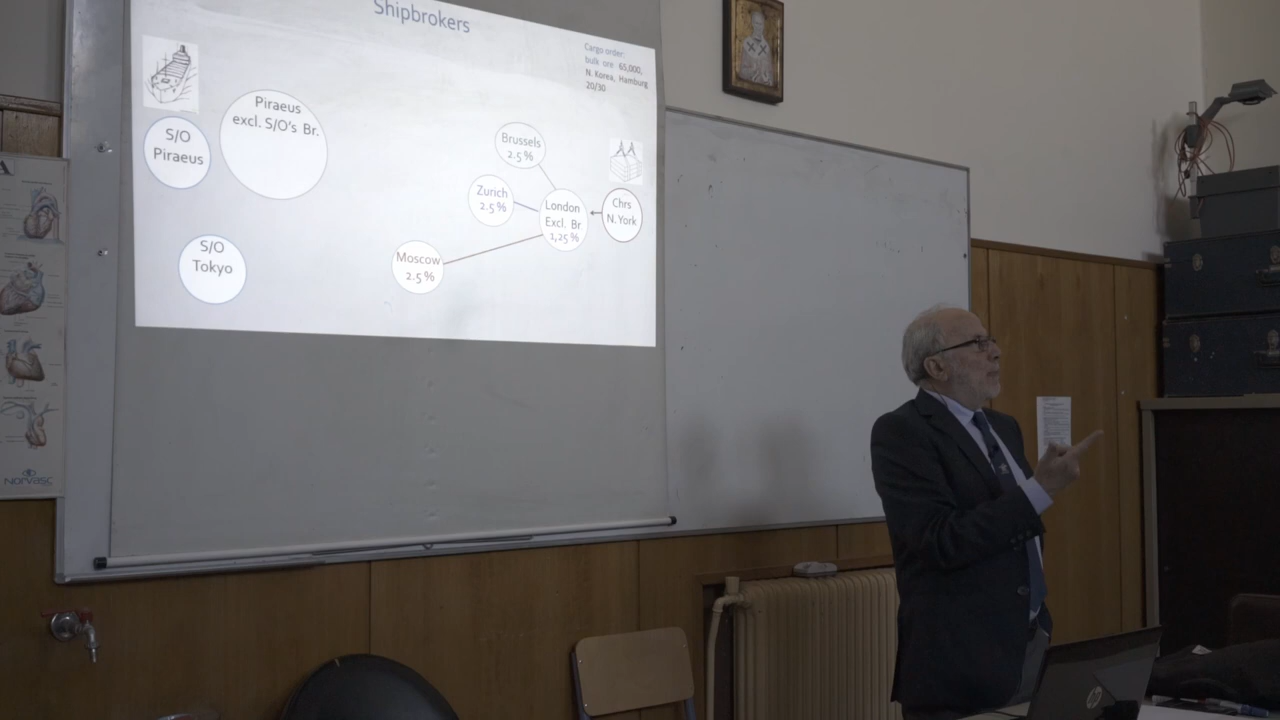 Shipbrokers
Cargo order:
bulk ore 65,000,
N. Korea, Hamburg
20/30
Piraeus
excl. S/O's Br.
S/O
Piraeus
Brussels
2.5 %
Zurich
2.5 %
London
Excl. Br
1,25 %
Chrs
N.York
S/O
Tokyo
Moscow
2.5 %
A
NORVASC
hp